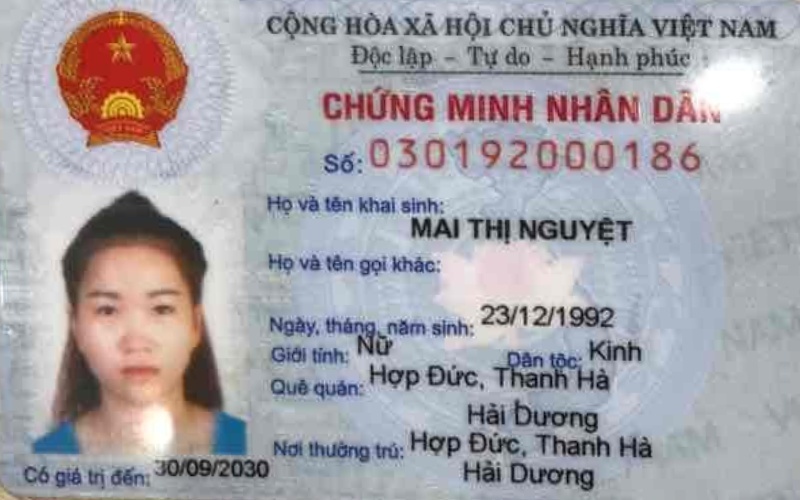 CỘNG HÒA XÃ HỘI CHỦ NGHĨA VIỆT NAM
Độc lập - Tự do - Hạnh phúc
CHỨNG MINH NHÂN DÂN
Số: 030192000186
Họ và tên khai sinh:
MAI THỊ NGUYỆT
Họ và tên gọi khác:
Ngày, tháng, năm sinh: 23/12/1992
Giới tính: Nữ Dân tộc: Kinh
Quê quán: Hợp Đức, Thanh Hà
Hải Dương
Nơi thường trú: Hợp Đức, Thanh Hà
Hải Dương
Có giá trị đến: 30/09/2030